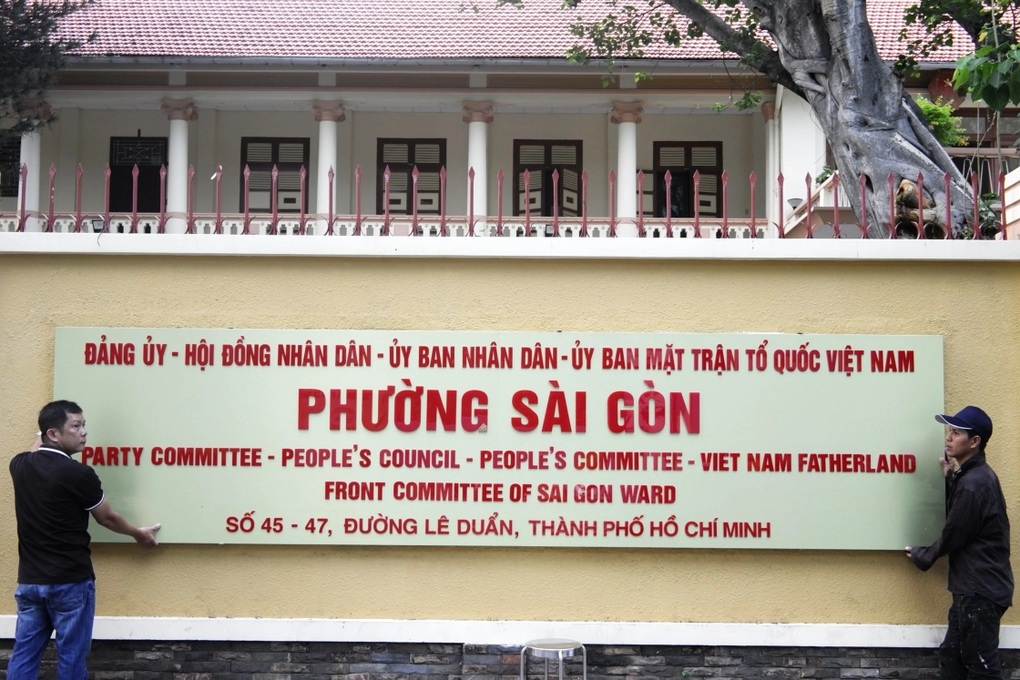 ĐẢNG ỦY - HỘI ĐỒNG NHÂN DÂN - ỦY BAN NHÂN DÂN - ỦY BAN MẶT TRẬN TỔ QUỐC VIỆT NAM
PHƯỜNG SÀI GÒN
PARTY COMMITTEE - PEOPLE'S COUNCIL - PEOPLE'S COMMITTEE - VIET NAM FATHERLAND
FRONT COMMITTEE OF SAI GON WARD
SỐ 45 - 47, ĐƯỜNG LÊ DUẨN, THÀNH PHỐ HỒ CHÍ MINH